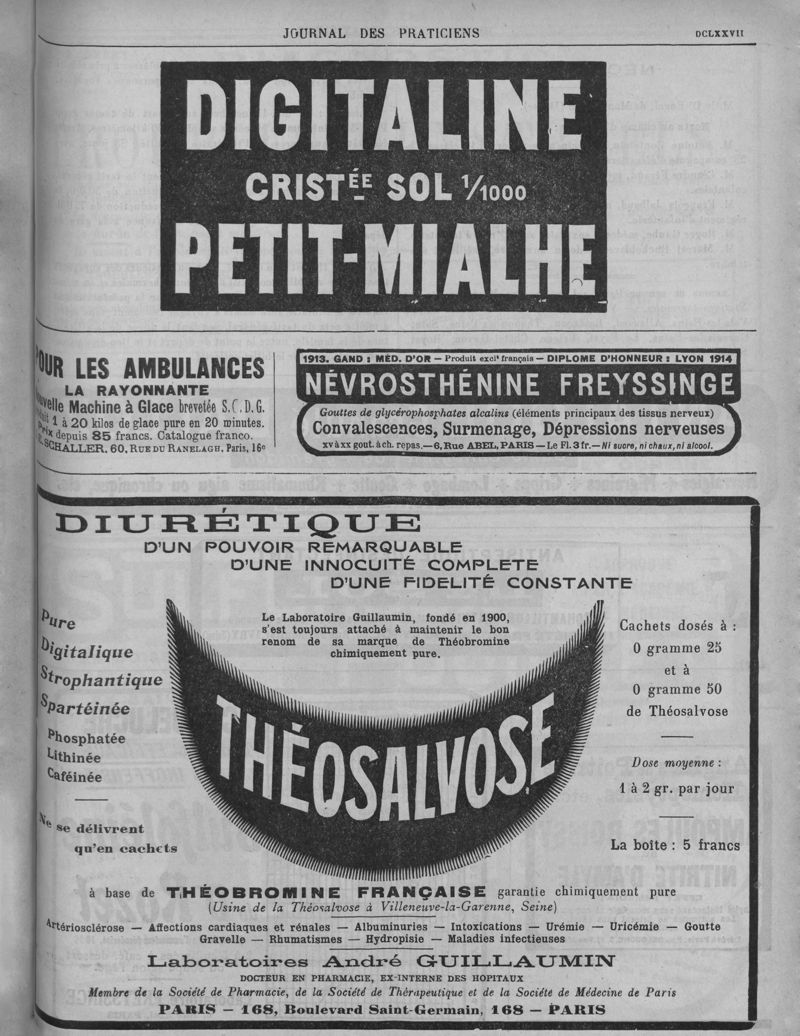 JOURNAL DES PRATICIENS
DCLXXVII
DIGITALINE
CRISTÉE SOL 1/1000
PETIT-MIALHE
POUR LES AMBULANCES
LA RAYONNANTE
Nouvelle Machine à Glace brevetée S.G.D.G.
1 à 20 kilos de glace pure en 20 minutes.
Prix depuis 85 francs. Catalogue franco.
SCHALLER, 60, RUE DU RANELAGH, Paris, 16e
1913. GAND : MÉD. D'OR — Produit exclt français — DIPLOME D'HONNEUR : LYON 1914
NÉVROSTHÉNINE FREYSSINGE
Gouttes de glycérophosphates alcalins (éléments principaux des tissus nerveux)
Convalescences, Surmenage, Dépressions nerveuses
XV à XX gout. à ch. repas. — 6, Rue ABEL, PARIS — Le Fl. 3 fr. — Ni sucre, ni chaux, ni alcool.
DIURÉTIQUE
D'UN POUVOIR REMARQUABLE
D'UNE INNOCUITÉ COMPLETE
D'UNE FIDELITÉ CONSTANTE
Le Laboratoire Guillaumin, fondé en 1900,
s'est toujours attaché à maintenir le bon
renom de sa marque de Théobromine
chimiquement pure.
Pure
Digitalique
Strophantique
Spartéinée
Phosphatée
Lithinée
Caféinée
Ne se délivrent
qu'en cachets
THÉOSALVOSE
Cachets dosés à :
0 gramme 25
et à
0 gramme 50
de Théosalvose
Dose moyenne :
1 à 2 gr. par jour
La boîte : 5 francs
à base de THÉOBROMINE FRANÇAISE garantie chimiquement pure
(Usine de la Théosalvose à Villeneuve-la-Garenne, Seine)
Artériosclérose — Affections cardiaques et rénales — Albuminuries — Intoxications — Urémie — Uricémie — Goutte
Gravelle — Rhumatismes — Hydropisie — Maladies infectieuses
Laboratoires André GUILLAUMIN
DOCTEUR EN PHARMACIE, EX-INTERNE DES HOPITAUX
Membre de la Société de Pharmacie, de la Société de Thérapeutique et de la Société de Médecine de Paris
PARIS — 168, Boulevard Saint-Germain, 168 — PARIS